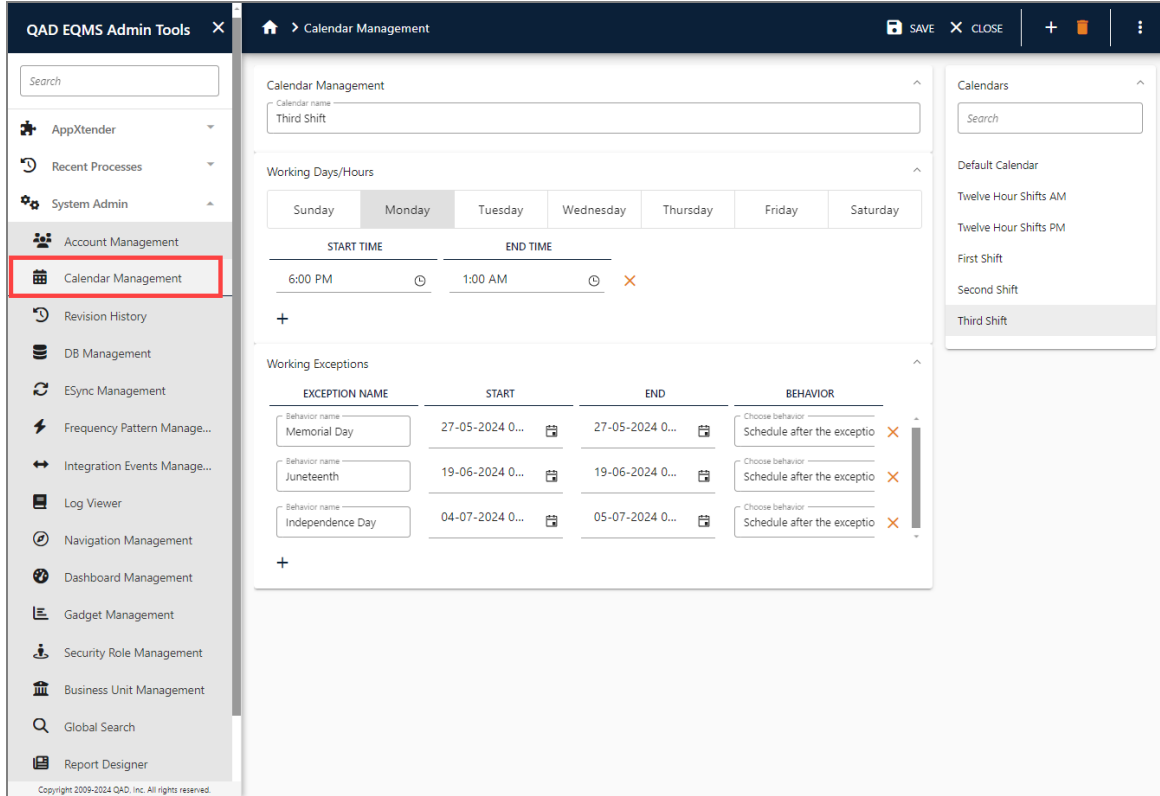 QAD EQMS Admin Tools
Search
AppXtender
Recent Processes
System Admin
Account Management
Calendar Management
Revision History
DB Management
ESync Management
Frequency Pattern Manage...
Integration Events Manage...
Log Viewer
Navigation Management
Dashboard Management
Gadget Management
Security Role Management
Business Unit Management
Global Search
Report Designer
Copyright 2009-2024 QAD, Inc. All rights reserved.
Calendar Management
SAVE CLOSE
Calendar Management
Calendar name
Third Shift
Working Days/Hours
Sunday Monday Tuesday Wednesday Thursday Friday Saturday
START TIME END TIME
6:00 PM 1:00 AM
Working Exceptions
EXCEPTION NAME START END BEHAVIOR
Behavior name Choose behavior
Memorial Day 27-05-2024 0... 27-05-2024 0... Schedule after the exceptio
Behavior name Choose behavior
Juneteenth 19-06-2024 0... 19-06-2024 0... Schedule after the exceptio
Behavior name Choose behavior
Independence Day 04-07-2024 0... 05-07-2024 0... Schedule after the exceptio
Calendars
Search
Default Calendar
Twelve Hour Shifts AM
Twelve Hour Shifts PM
First Shift
Second Shift
Third Shift